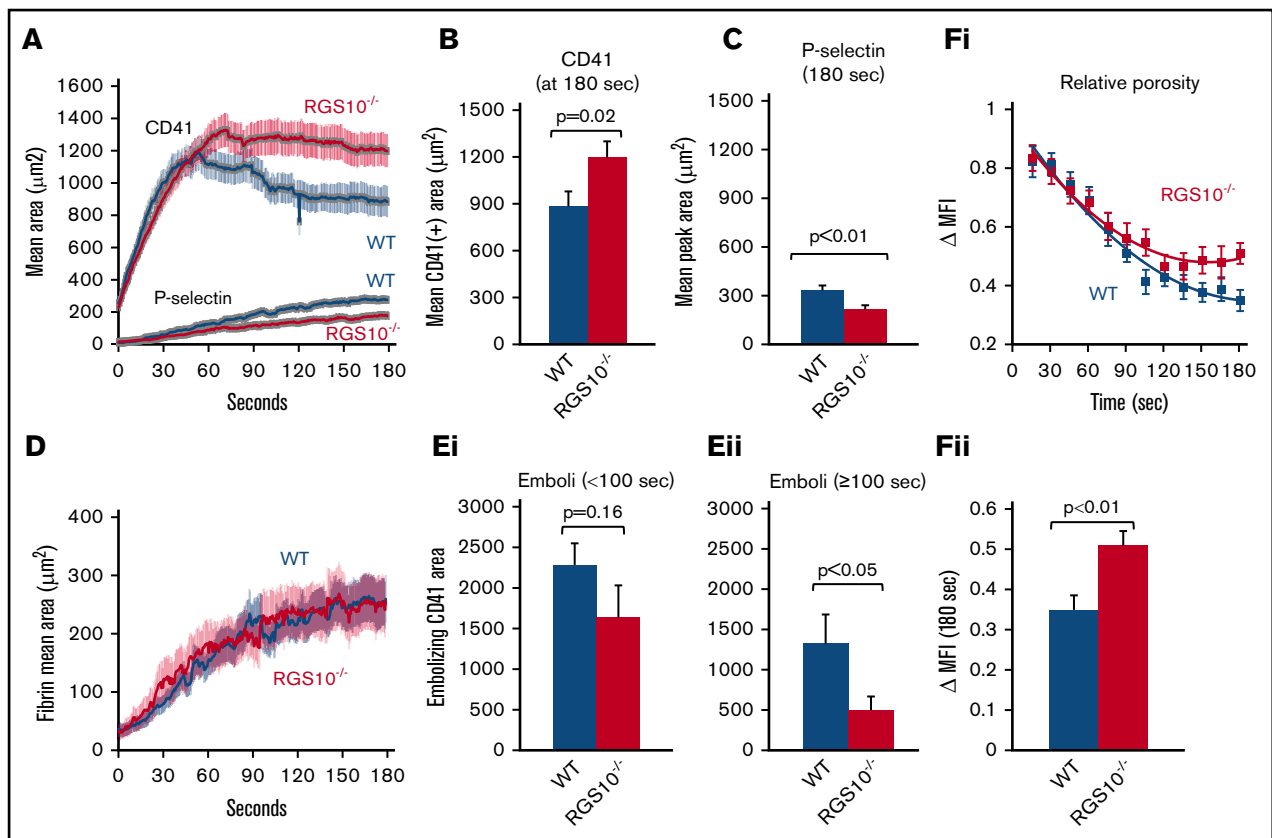 A
Mean area (μm2)
1600
1400
1200
1000
800
600
400
200
0
CD41
RGS10-/-
WT
WT
P-selectin
RGS10-/-
0 30 60 90 120 150 180
Seconds
B
CD41
(at 180 sec)
Mean CD41(+) area (μm²)
1500
1200
900
600
300
0
p=0.02
WT
RGS10-/-
C
P-selectin
(180 sec)
Mean peak area (μm²)
1500
1200
900
600
300
0
p<0.01
WT
RGS10-/-
Fi
Relative porosity
Δ MFI
1
0.8
0.6
0.4
0.2
RGS10-/-
WT
0 30 60 90 120 150 180
Time (sec)
D
Fibrin mean area (μm²)
400
300
200
100
0
WT
RGS10-/-
0 30 60 90 120 150 180
Seconds
Ei
Emboli (<100 sec)
Embolizing CD41 area
3000
2500
2000
1500
1000
500
0
p=0.16
WT
RGS10-/-
Eii
Emboli (≥100 sec)
3000
2500
2000
1500
1000
500
0
p<0.05
WT
RGS10-/-
Fii
Δ MFI (180 sec)
0.6
0.5
0.4
0.3
0.2
0.1
0
p<0.01
WT
RGS10-/-